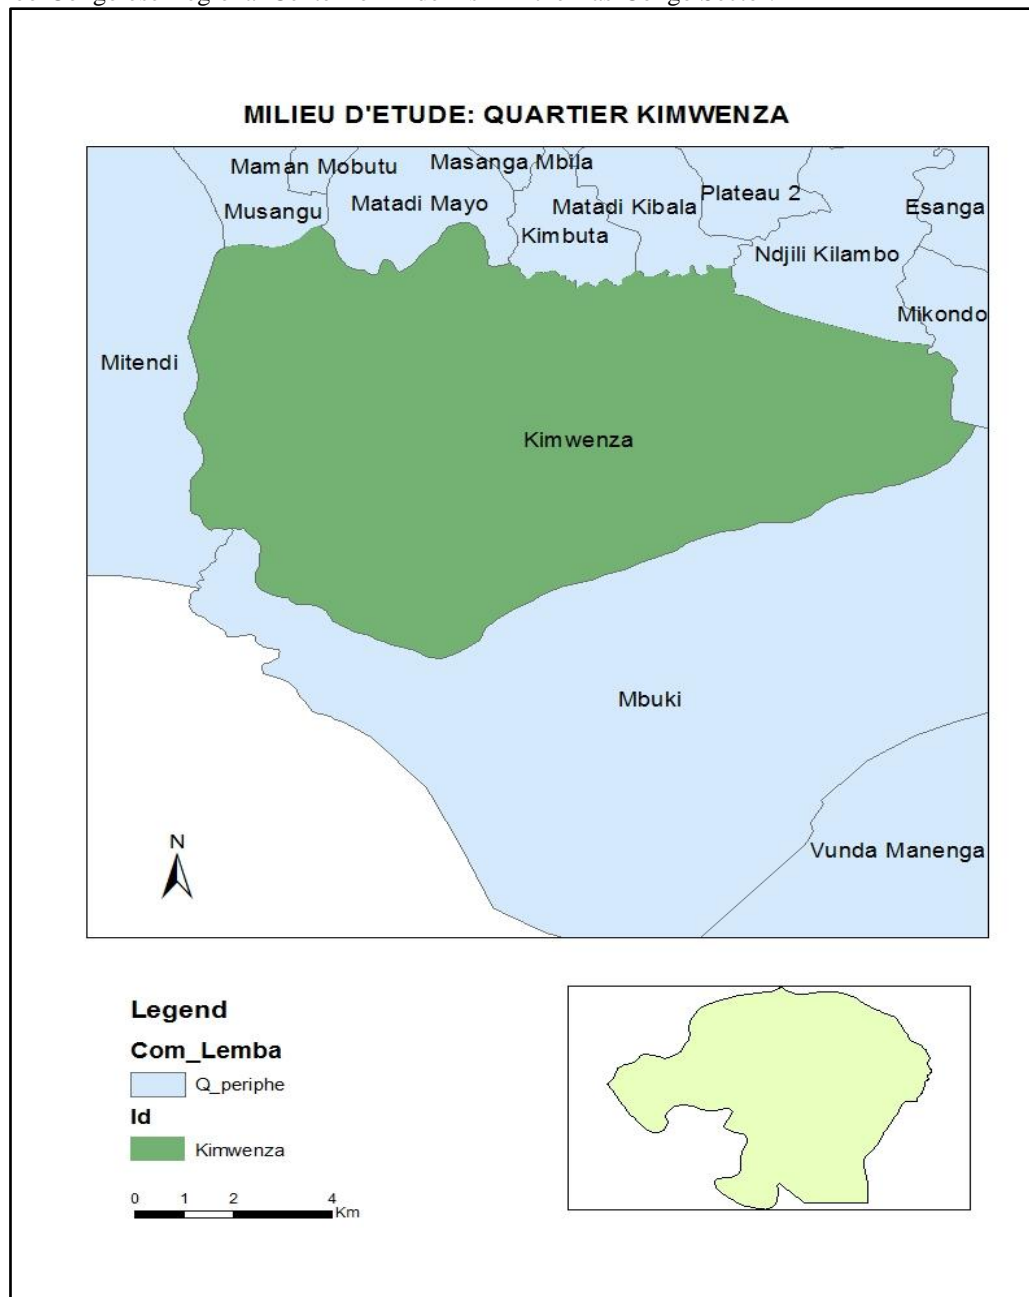 MILIEU D'ETUDE: QUARTIER KIMWENZA
Maman Mobutu
Masanga Mbila
Musangu
Matadi Mayo
Matadi Kibala
Plateau 2
Esanga
Kimbuta
Ndjili Kilambo
Mikondo
Mitendi
Kimwenza
Mbuki
Vunda Manenga
N
Legend
Com_Lemba
Q_periphe
Id
Kimwenza
0 1 2 4
Km